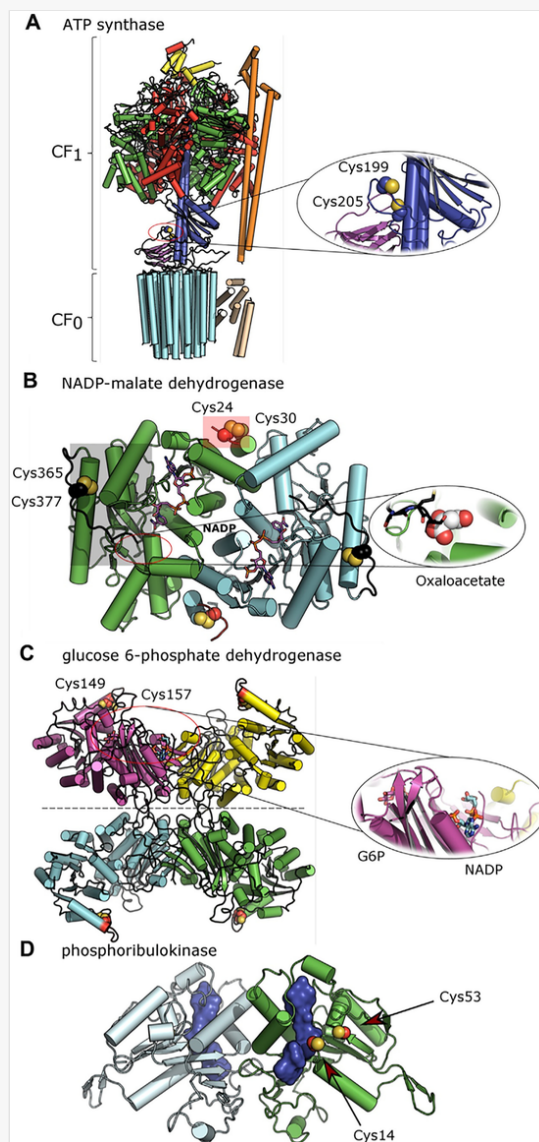 A ATP synthase
CF1
Cys199
Cys205
CF0
B NADP-malate dehydrogenase
Cys24
Cys30
Cys365
Cys377
NADP
Oxaloacetate
C glucose 6-phosphate dehydrogenase
Cys149
Cys157
G6P
NADP
D phosphoribulokinase
Cys53
Cys14